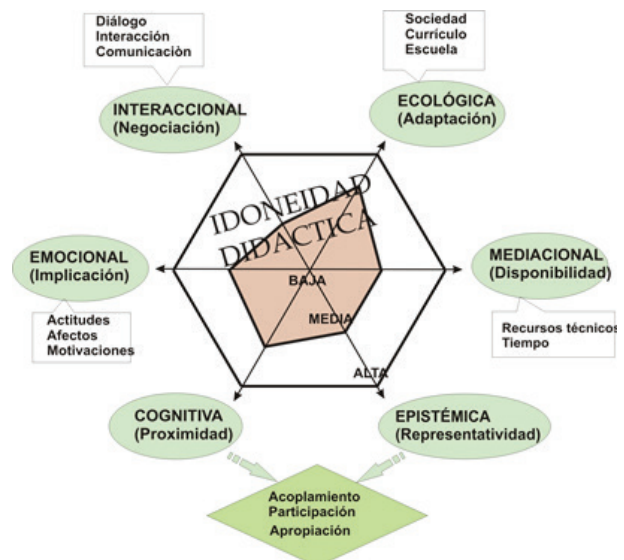 Diálogo
Interacción
Comunicaciòn
Sociedad
Currículo
Escuela
INTERACCIONAL
(Negociación)
ECOLÓGICA
(Adaptación)
IDONEIDAD
DIDÁCTICA
EMOCIONAL
(Implicación)
MEDIACIONAL
(Disponibilidad)
BAJA
MEDIA
ALTA
Actitudes
Afectos
Motivaciones
Recursos técnicos
Tiempo
COGNITIVA
(Proximidad)
EPISTÉMICA
(Representatividad)
Acoplamiento
Participación
Apropiación